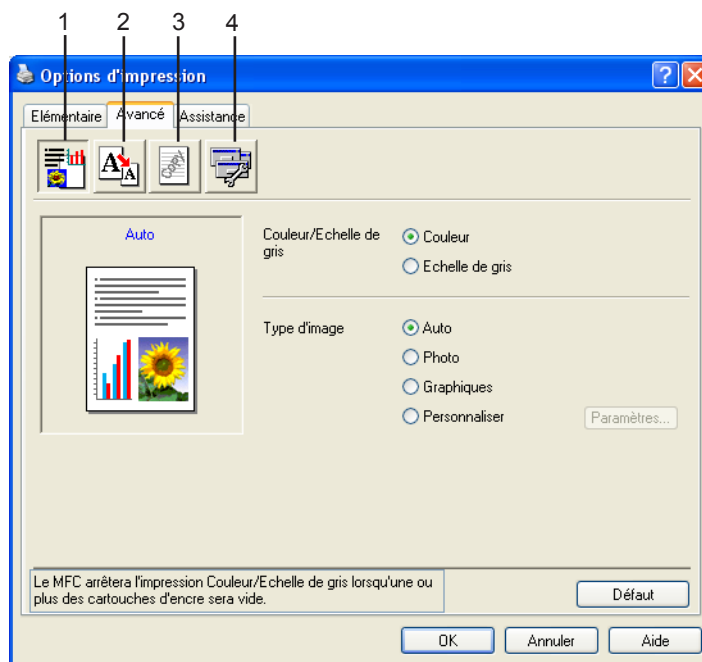 1 2 3 4
Options d'impression
Elémentaire Avancé Assistance
A A COPY
Auto
Couleur/Echelle de
gris
Couleur
Echelle de gris
Type d'image
Auto
Photo
Graphiques
Personnaliser
Paramètres...
Le MFC arrêtera l'impression Couleur/Echelle de gris lorsqu'une ou
plus des cartouches d'encre sera vide.
Défaut
OK Annuler Aide